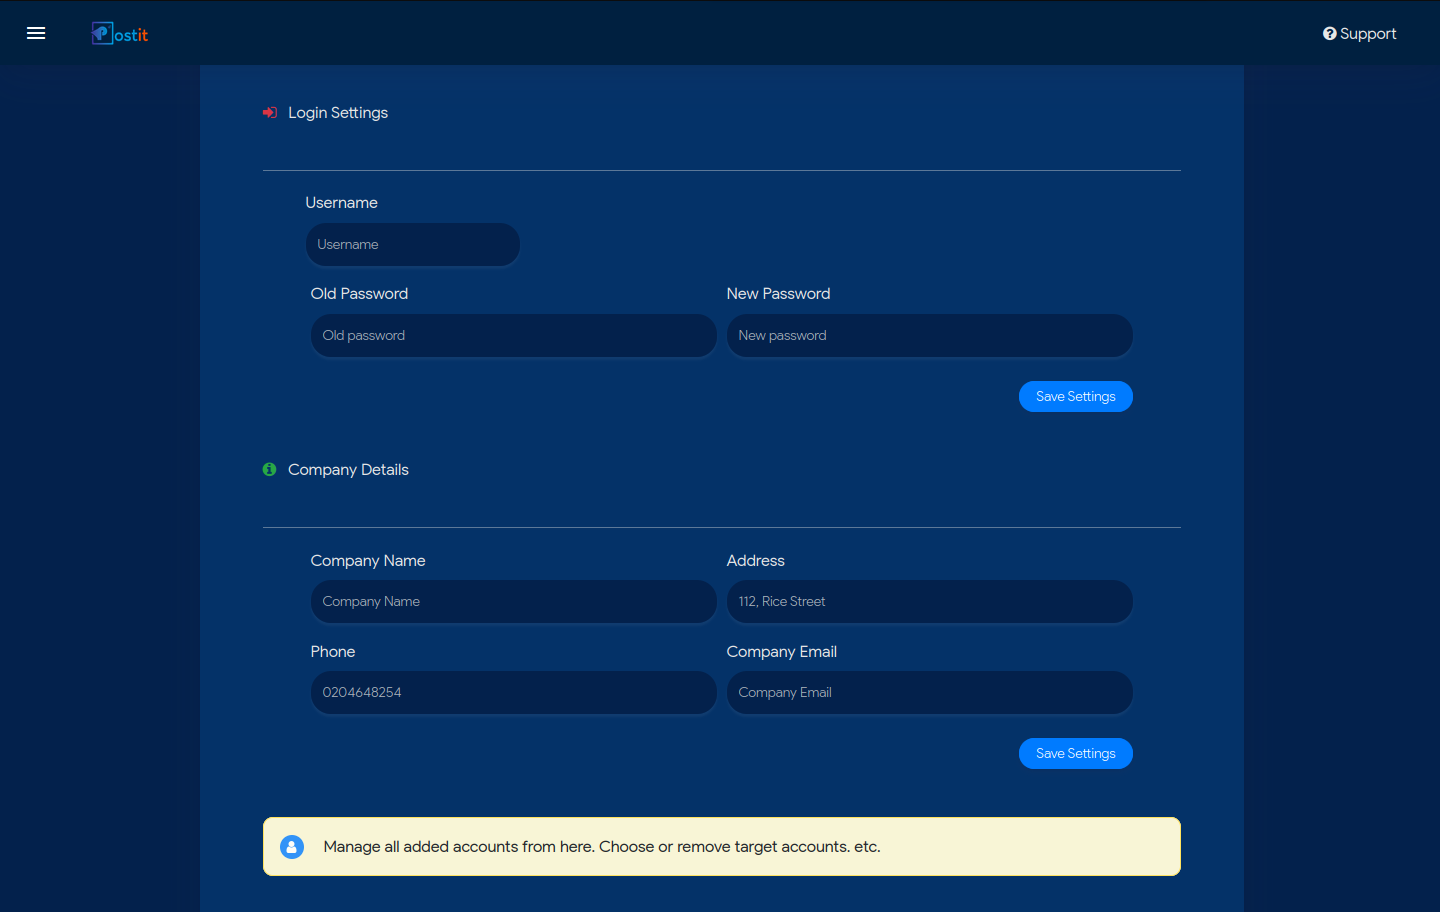 Postit
Support
Login Settings
Username
Username
Old Password New Password
Old password New password
Save Settings
Company Details
Company Name Address
Company Name 112, Rice Street
Phone Company Email
0204648254 Company Email
Save Settings
Manage all added accounts from here. Choose or remove target accounts. etc.